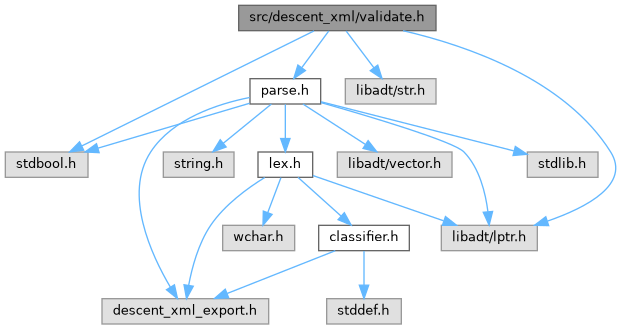 src/descent_xml/validate.h
parse.h
libadt/str.h
stdbool.h
string.h
lex.h
libadt/vector.h
stdlib.h
wchar.h
classifier.h
libadt/lptr.h
descent_xml_export.h
stddef.h